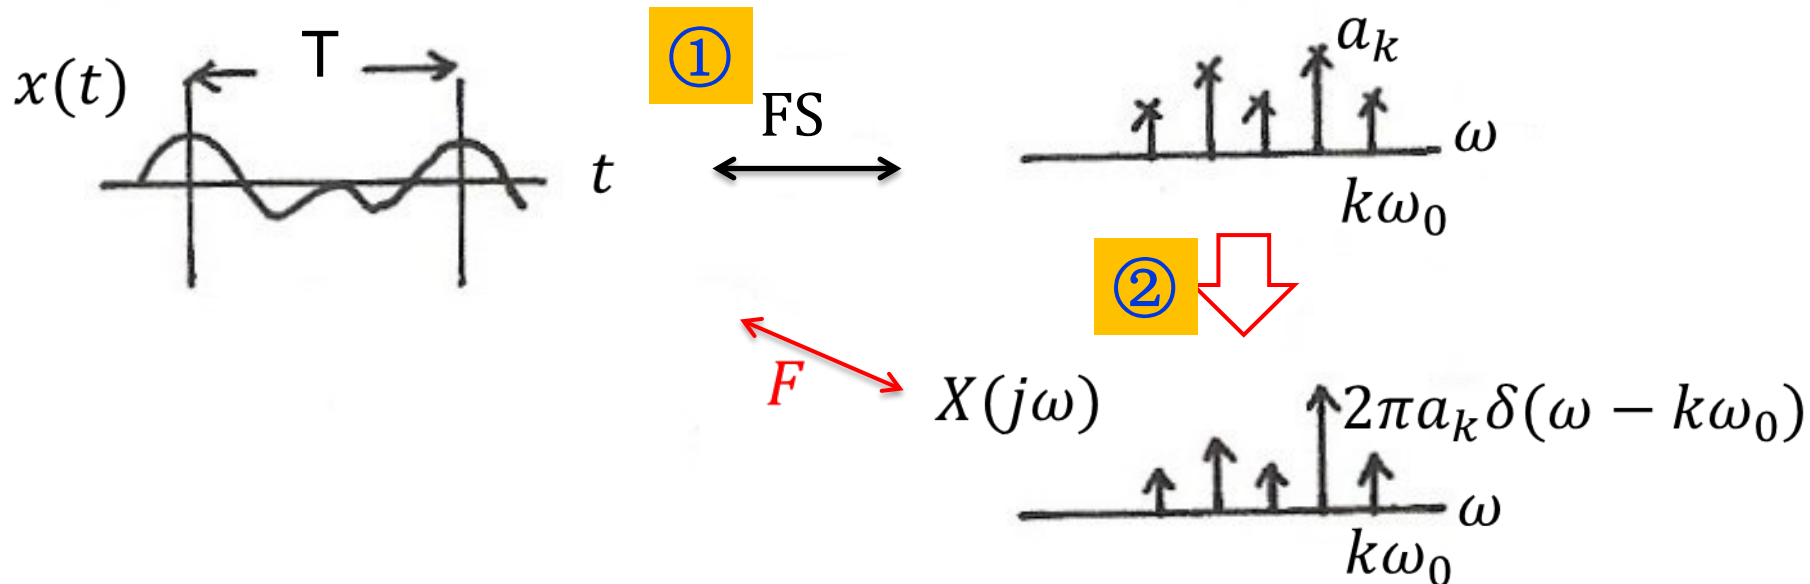 x(t)
T
t
①
FS
a_k
ω
kω₀
②
F
X(jω)
2πa_kδ(ω − kω₀)
ω
kω₀